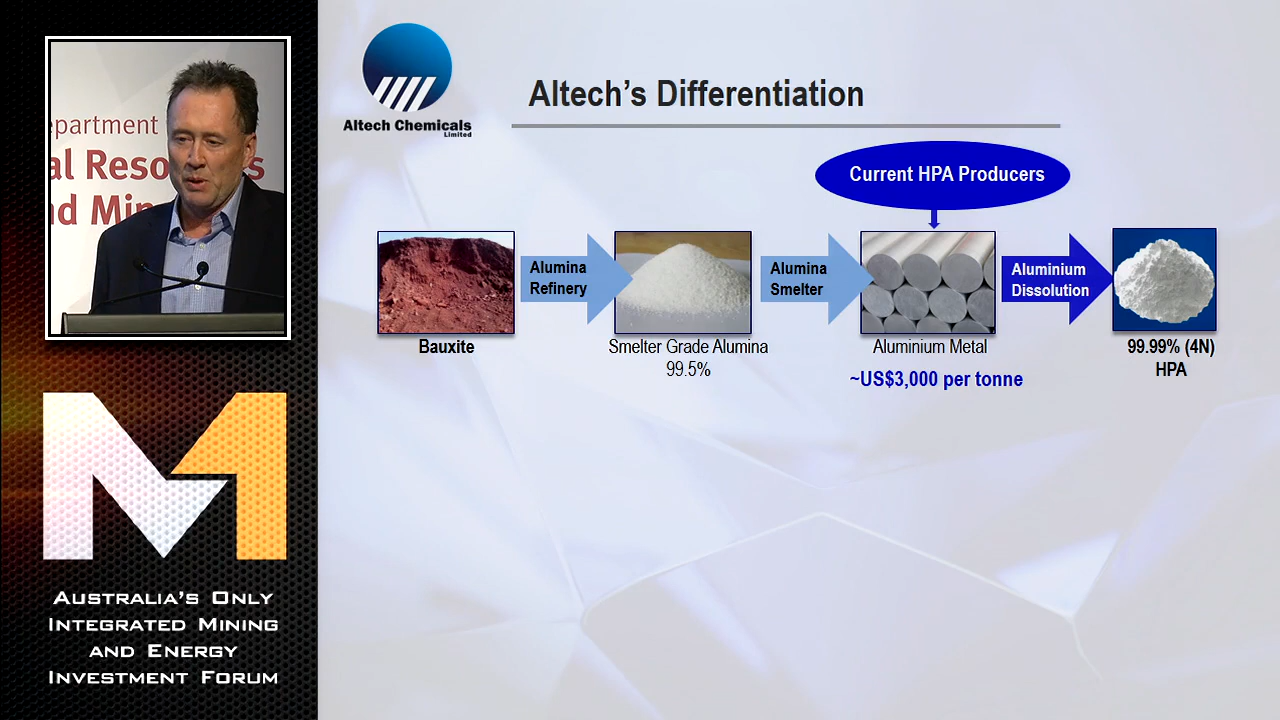 epartment
al Resources
nd Min
Australia's Only
Integrated Mining
and Energy
Investment Forum
Altech Chemicals
Limited
Altech's Differentiation
Current HPA Producers
Alumina
Refinery
Alumina
Smelter
Aluminium
Dissolution
Bauxite
Smelter Grade Alumina
99.5%
Aluminium Metal
~US$3,000 per tonne
99.99% (4N)
HPA